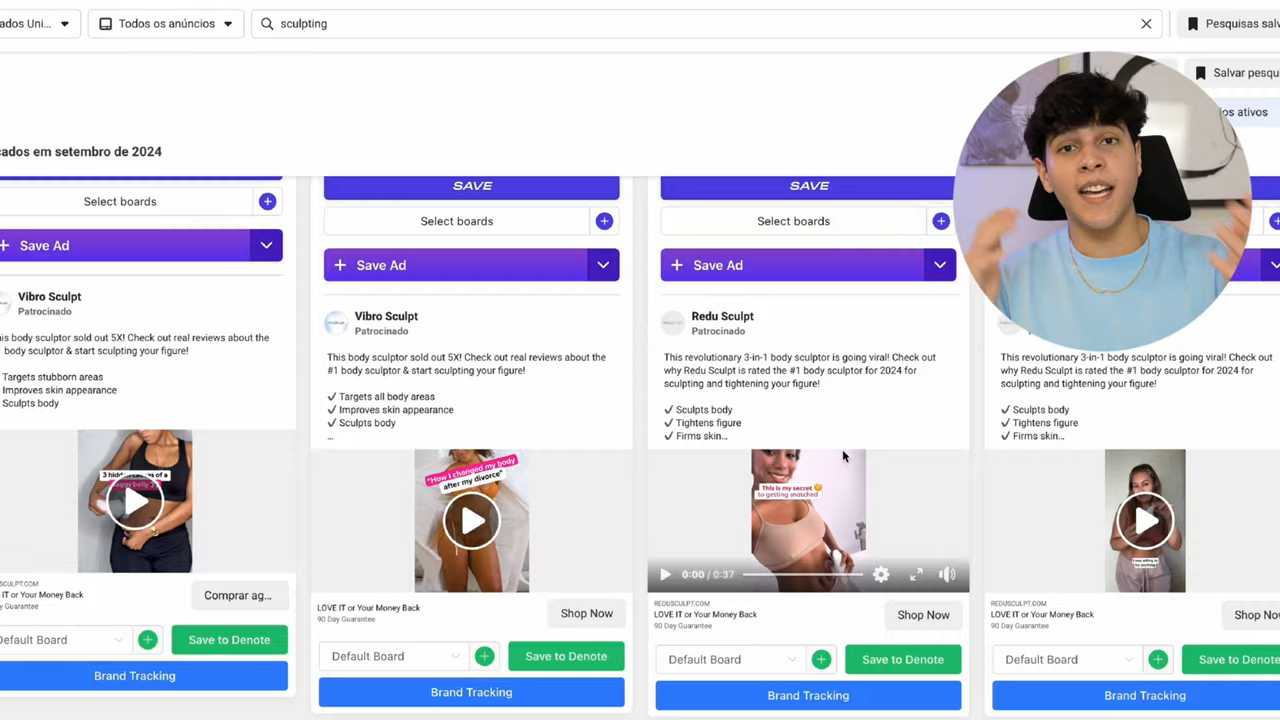 ados Uni...
Todos os anúncios
sculpting
Pesquisas salv
Salvar pesqu
os ativos
cados em setembro de 2024
Select boards
Save Ad
Vibro Sculpt
Patrocinado
his body sculptor sold out 5X! Check out real reviews about the
body sculptor & start sculpting your figure!
Targets stubborn areas
Improves skin appearance
Sculpts body
3 hidden causes of a
SCULPT.COM
IT or Your Money Back
y Guarantee
Comprar ag...
Default Board
Save to Denote
Brand Tracking
SAVE
Select boards
Save Ad
Vibro Sculpt
Patrocinado
This body sculptor sold out 5X! Check out real reviews about the
#1 body sculptor & start sculpting your figure!
✓ Targets all body areas
✓ Improves skin appearance
✓ Sculpts body
...
"How I changed my body
after my divorce"
LOVE IT or Your Money Back
90 Day Guarantee
Shop Now
Default Board
Save to Denote
Brand Tracking
SAVE
Select boards
Save Ad
Redu Sculpt
Patrocinado
This revolutionary 3-in-1 body sculptor is going viral! Check out
why Redu Sculpt is rated the #1 body sculptor for 2024 for
sculpting and tightening your figure!
✓ Sculpts body
✓ Tightens figure
✓ Firms skin...
This is my secret
to getting snatched
0:00 / 0:37
REDUSCULPT.COM
LOVE IT or Your Money Back
90 Day Guarantee
Shop Now
Default Board
Save to Denote
Brand Tracking
Patrocinado
This revolutionary 3-in-1 body sculptor is going viral! Check out
why Redu Sculpt is rated the #1 body sculptor for 2024 for
sculpting and tightening your figure!
✓ Sculpts body
✓ Tightens figure
✓ Firms skin...
REDUSCULPT.COM
LOVE IT or Your Money Back
90 Day Guarantee
Shop Now
Default Board
Save to Denote
Brand Tracking